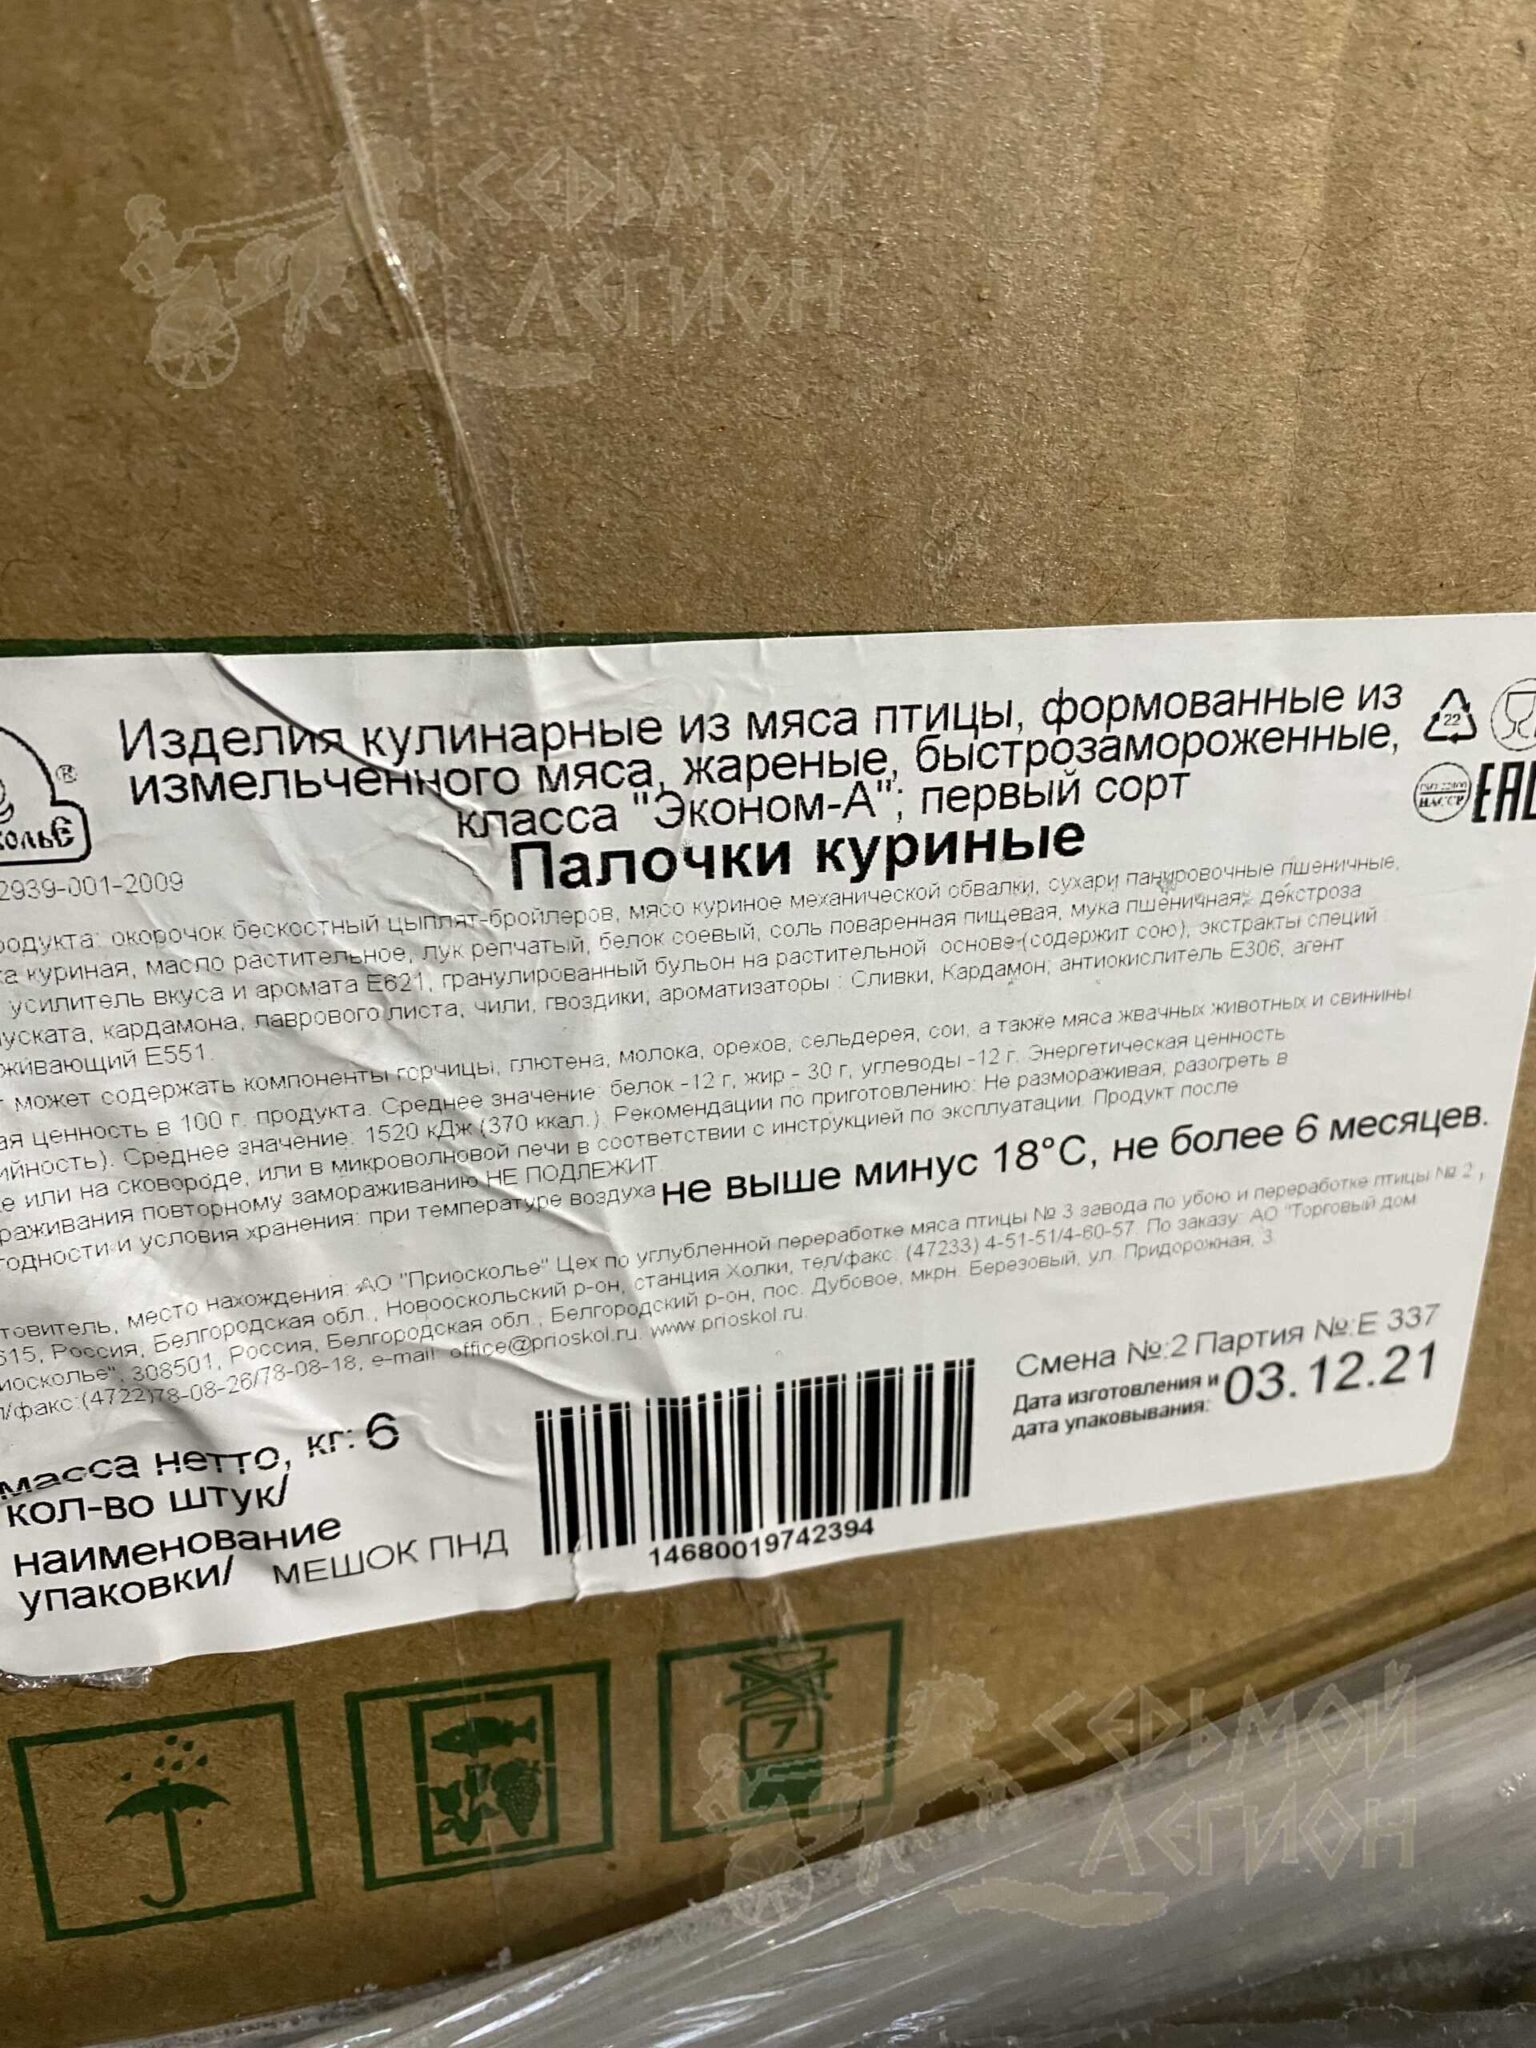 СЕДЬМОЙ
ЛЕГИОН
Изделия кулинарные из мяса птицы, формованные из
измельченного мяса, жареные, быстрозамороженные,
класса "Эконом-А"; первый сорт
Палочки куриные
22
®
HACCP
EAC
2939-001-2009
окорочок бескостный цыплят-бройлеров, мясо куриное механической обвалки, сухари панировочные пшеничные,
куриная, масло растительное, лук репчатый, белок соевый, соль поваренная пищевая, мука пшеничная, декстроза
усилитель вкуса и аромата Е621, гранулированный бульон на растительной основе (содержит сою), экстракты специй
кардамона, лаврового листа, чили, гвоздики, ароматизаторы : Сливки, Кардамон; антиокислитель Е306, агент
Е551.
может содержать компоненты горчицы, глютена, молока, орехов, сельдерея, сои, а также мяса жвачных животных и свинины
ценность в 100 г. продукта. Среднее значение: белок -12 г, жир - 30 г, углеводы -12 г. Энергетическая ценность
Среднее значение: 1520 кДж (370 ккал.). Рекомендации по приготовлению: Не размораживая, разогреть в
или на сковороде, или в микроволновой печи в соответствии с инструкцией по эксплуатации. Продукт после
повторному замораживанию НЕ ПОДЛЕЖИТ.
и условия хранения: при температуре воздуха не выше минус 18°С, не более 6 месяцев.
место нахождения: АО "Приосколье" Цех по углубленной переработке мяса птицы № 3 завода по убою и переработке птицы № 2 ,
Россия, Белгородская обл., Новооскольский р-он, станция Холки, тел/факс: (47233) 4-51-51/4-60-57. По заказу: АО "Торговый дом
308501, Россия, Белгородская обл., Белгородский р-он, пос. Дубовое, мкрн. Березовый, ул. Придорожная, 3.
(4722)78-08-26/78-08-18, e-mail: office@prioskol.ru. www.prioskol.ru.
Смена №:2 Партия №:Е 337
Дата изготовления и
дата упаковывания: 03.12.21
масса нетто, кг: 6
кол-во штук/
наименование
упаковки/ МЕШОК ПНД
14680019742394
7
СЕДЬМОЙ
ЛЕГИОН